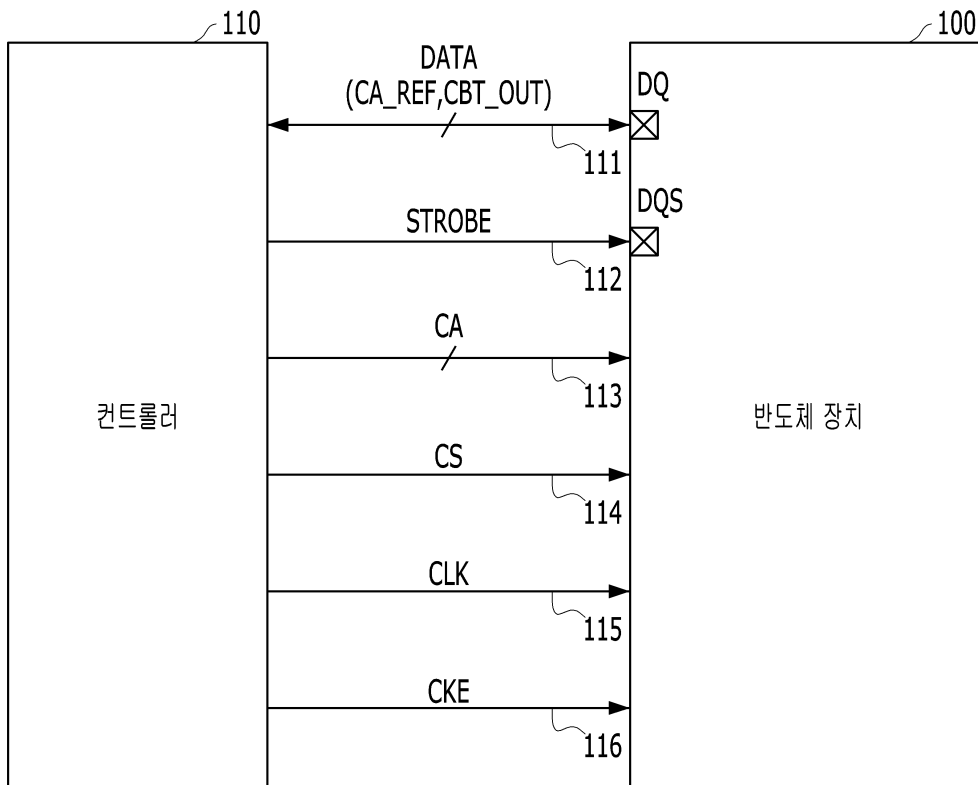 110
100
DATA
(CA_REF,CBT_OUT)
DQ
111
DQS
STROBE
112
CA
113
컨트롤러
반도체 장치
CS
114
CLK
115
CKE
116